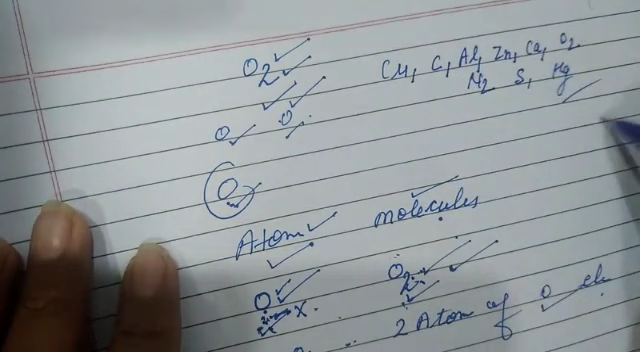 O2
Cu, C, Al, Zn, Ca, O2
N2 S, Hg
O O
O
Atom molecules
O O2
2 Atom of O